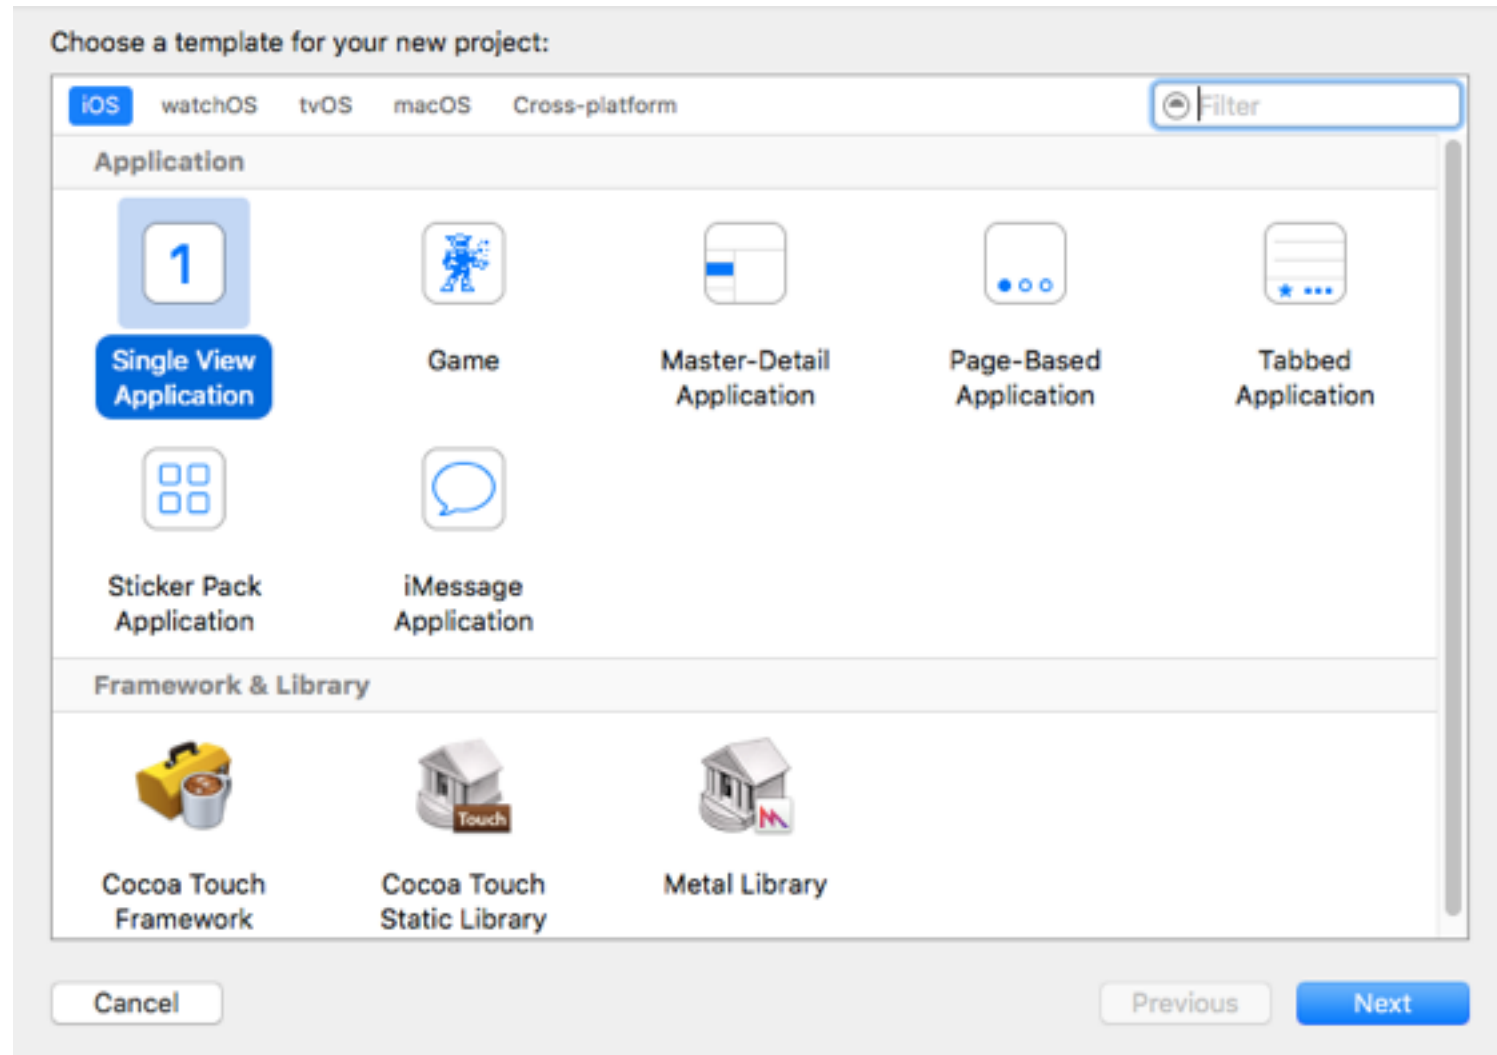 Choose a template for your new project:
iOS watchOS tvOS macOS Cross-platform Filter
Application
1
Single View Application
Game
Master-Detail Application
Page-Based Application
Tabbed Application
Sticker Pack Application
iMessage Application
Framework & Library
Touch
Cocoa Touch Framework
Cocoa Touch Static Library
Metal Library
Cancel Previous Next